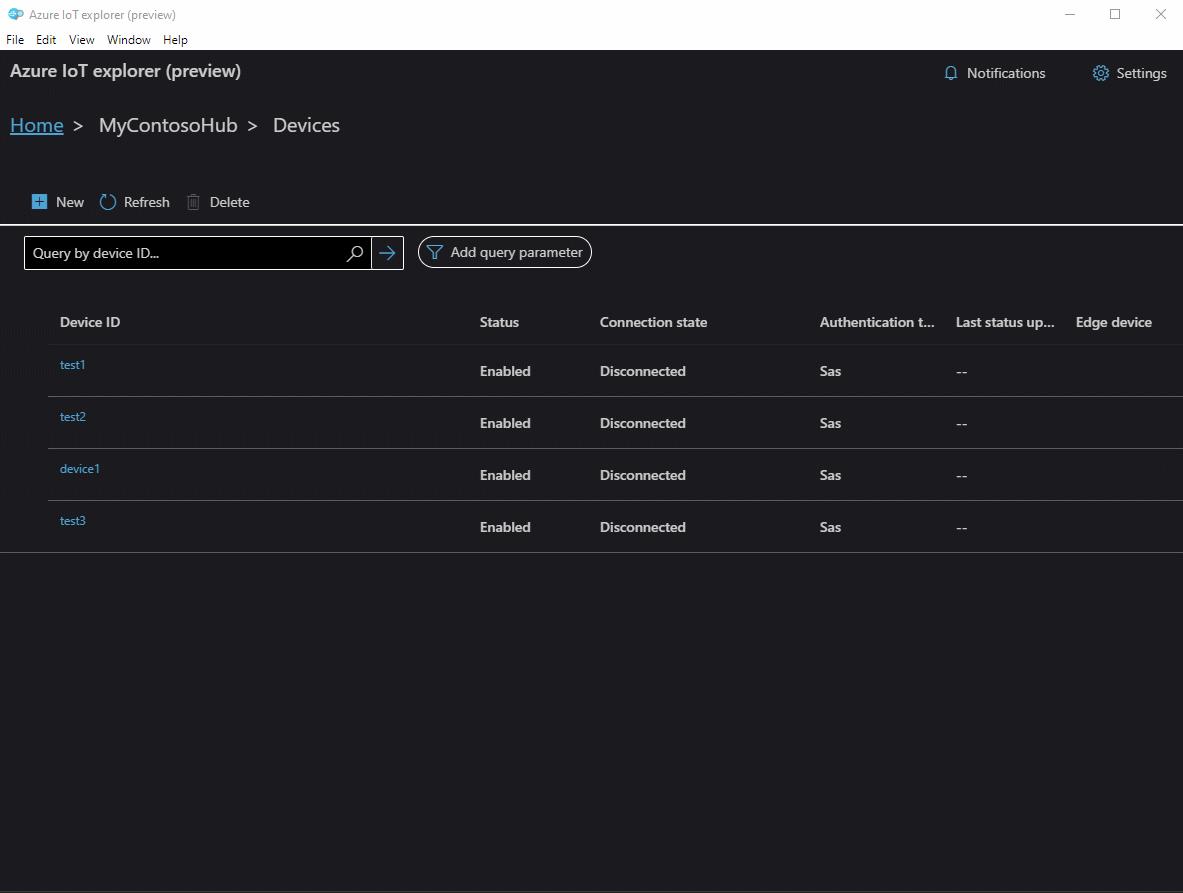 Azure IoT explorer (preview)
File Edit View Window Help
Azure IoT explorer (preview) Notifications Settings
Home > MyContosoHub > Devices
New Refresh Delete
Query by device ID... Add query parameter
Device ID Status Connection state Authentication t... Last status up... Edge device
test1 Enabled Disconnected Sas --
test2 Enabled Disconnected Sas --
device1 Enabled Disconnected Sas --
test3 Enabled Disconnected Sas --